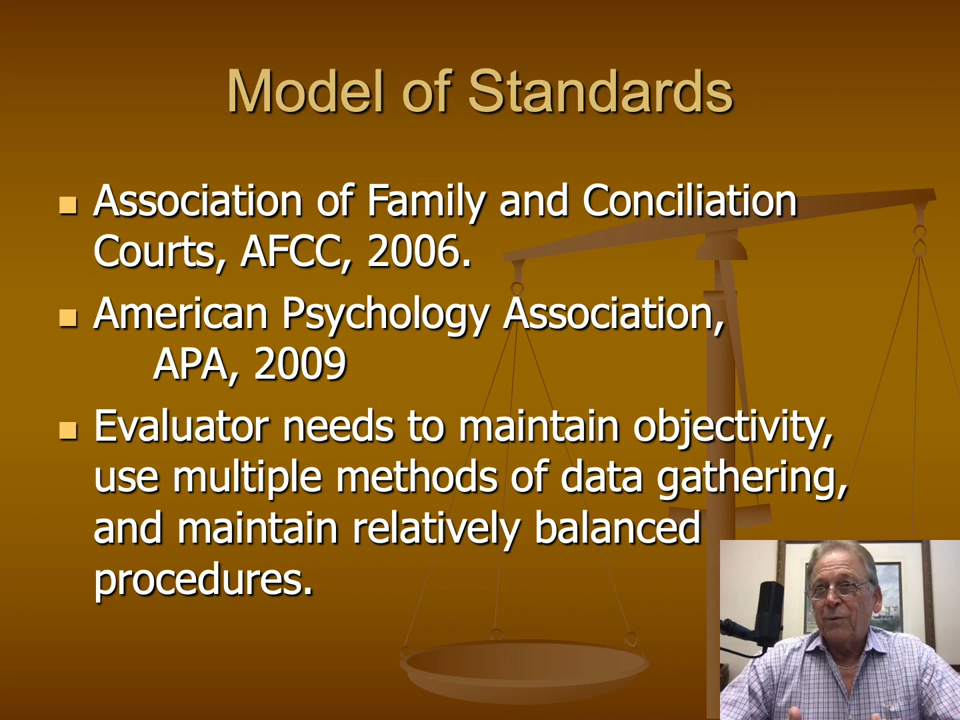 Model of Standards
Association of Family and Conciliation
Courts, AFCC, 2006.
American Psychology Association,
APA, 2009
Evaluator needs to maintain objectivity,
use multiple methods of data gathering,
and maintain relatively balanced
procedures.